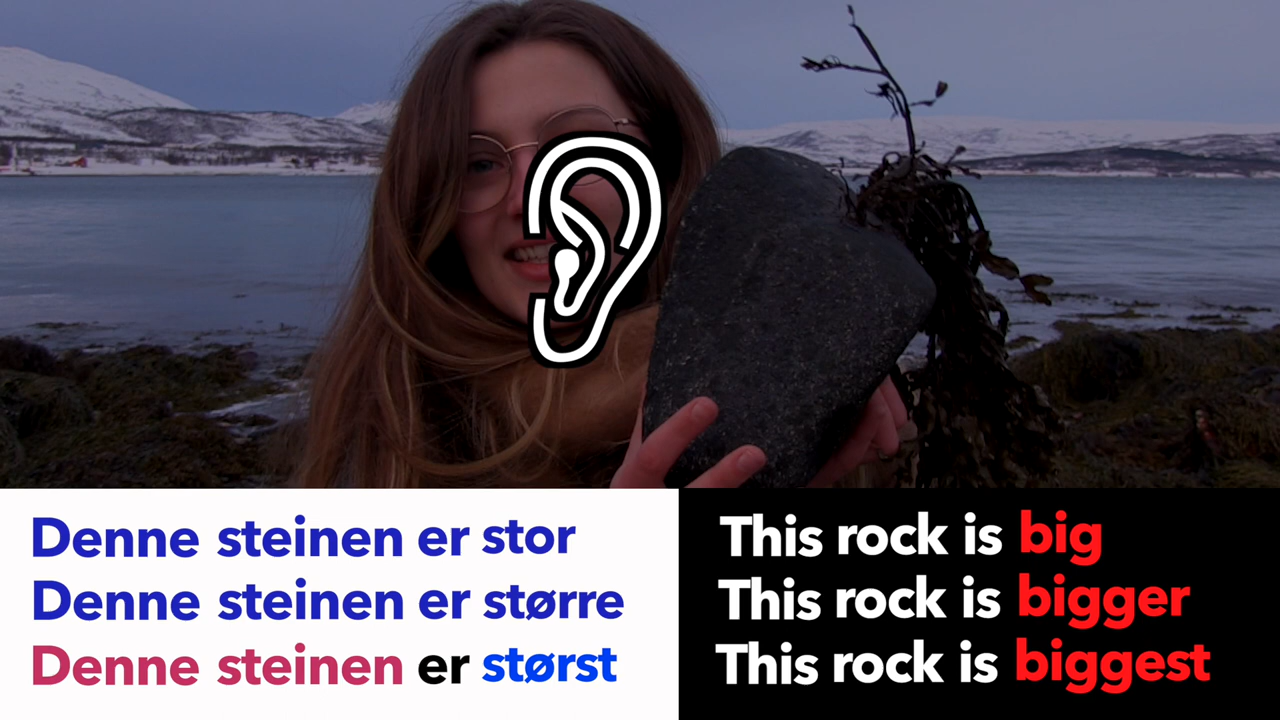 Denne steinen er stor
Denne steinen er større
Denne steinen er størst
This rock is big
This rock is bigger
This rock is biggest